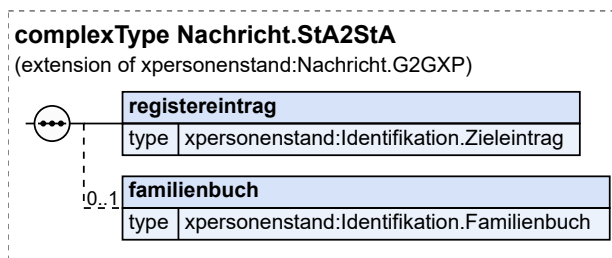 complexType Nachricht.StA2StA
(extension of xpersonenstand:Nachricht.G2GXP)
registereintrag
type xpersonenstand:Identifikation.Zieleintrag
0..1
familienbuch
type xpersonenstand:Identifikation.Familienbuch